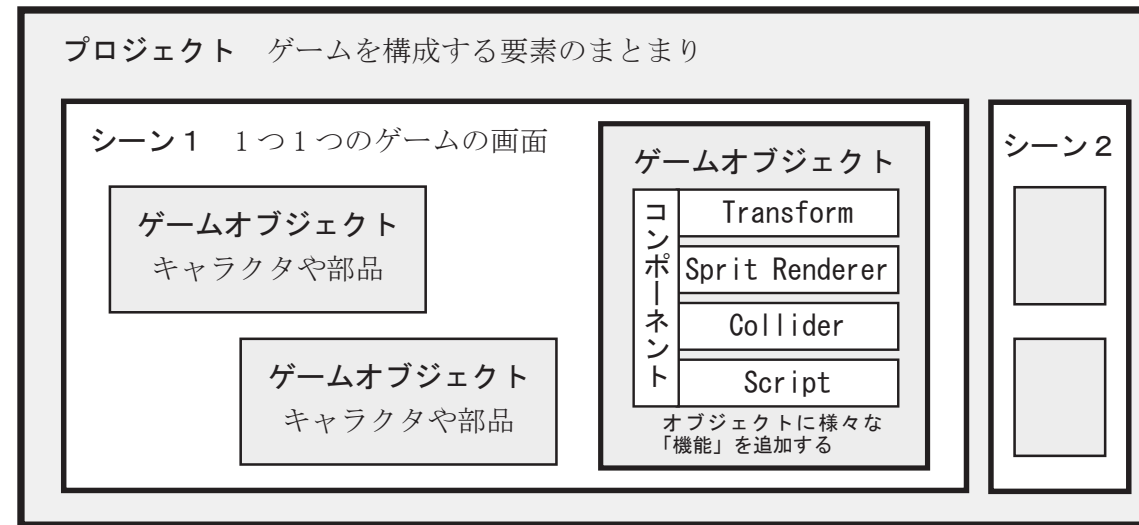 プロジェクト　ゲームを構成する要素のまとまり
シーン１　１つ１つのゲームの画面
ゲームオブジェクト
キャラクタや部品
ゲームオブジェクト
キャラクタや部品
ゲームオブジェクト
コンポーネント
Transform
Sprit Renderer
Collider
Script
オブジェクトに様々な
「機能」を追加する
シーン２